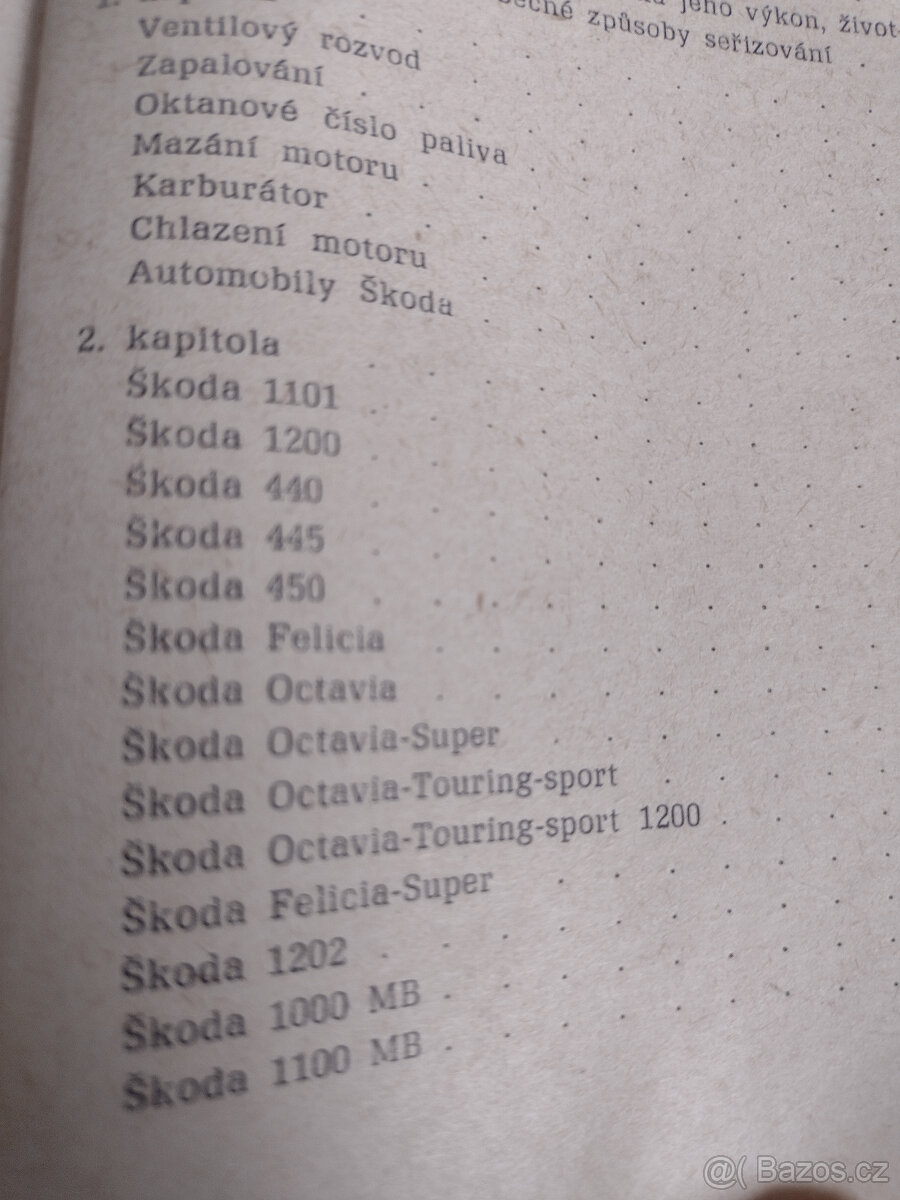 jeho výkon, život-
způsoby seřizování
Ventilový rozvod
Zapalování
Oktanové číslo paliva
Mazání motoru
Karburátor
Chlazení motoru
Automobily Škoda
2. kapitola
Škoda 1101
Škoda 1200
Škoda 440
Škoda 445
Škoda 450
Škoda Felicia
Škoda Octavia
Škoda Octavia-Super
Škoda Octavia-Touring-sport
Škoda Octavia-Touring-sport 1200
Škoda Felicia-Super
Škoda 1202
Škoda 1000 MB
Škoda 1100 MB
@( Bazos.cz